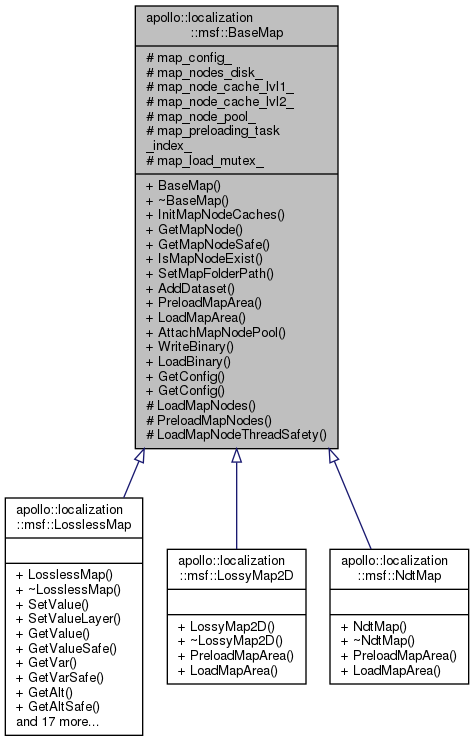 apollo::localization
::msf::BaseMap
# map_config_
# map_nodes_disk_
# map_node_cache_lvl1_
# map_node_cache_lvl2_
# map_node_pool_
# map_preloading_task
_index_
# map_load_mutex_
+ BaseMap()
+ ~BaseMap()
+ InitMapNodeCaches()
+ GetMapNode()
+ GetMapNodeSafe()
+ IsMapNodeExist()
+ SetMapFolderPath()
+ AddDataset()
+ PreloadMapArea()
+ LoadMapArea()
+ AttachMapNodePool()
+ WriteBinary()
+ LoadBinary()
+ GetConfig()
+ GetConfig()
# LoadMapNodes()
# PreloadMapNodes()
# LoadMapNodeThreadSafety()
apollo::localization
::msf::LosslessMap
+ LosslessMap()
+ ~LosslessMap()
+ SetValue()
+ SetValueLayer()
+ GetValue()
+ GetValueSafe()
+ GetVar()
+ GetVarSafe()
+ GetAlt()
+ GetAltSafe()
and 17 more...
apollo::localization
::msf::LossyMap2D
+ LossyMap2D()
+ ~LossyMap2D()
+ PreloadMapArea()
+ LoadMapArea()
apollo::localization
::msf::NdtMap
+ NdtMap()
+ ~NdtMap()
+ PreloadMapArea()
+ LoadMapArea()